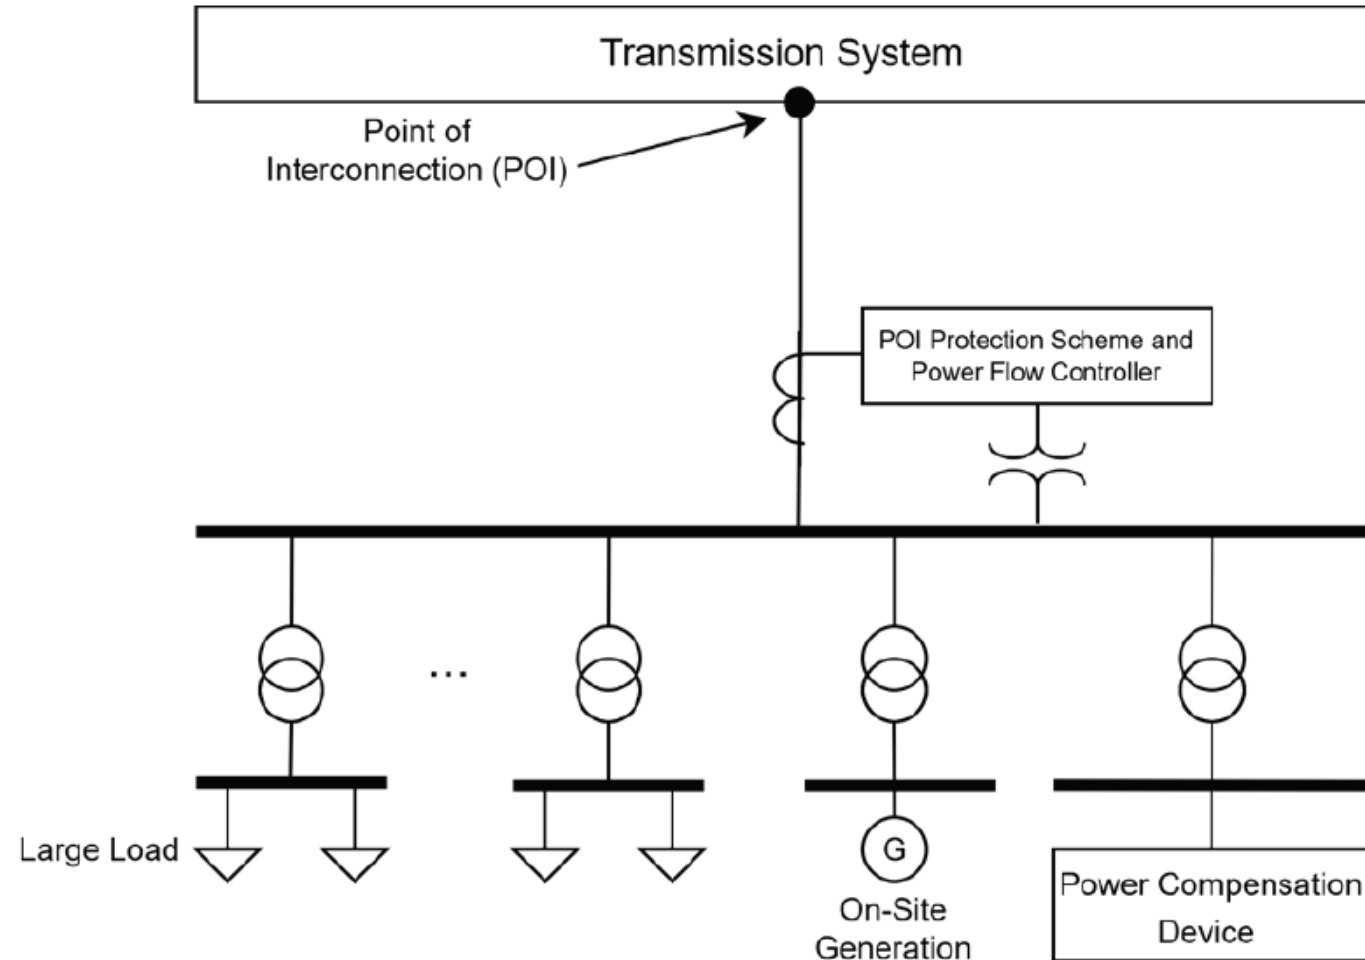 Transmission System
Point of
Interconnection (POI)
POI Protection Scheme and
Power Flow Controller
...
Large Load
G
On-Site
Generation
Power Compensation
Device